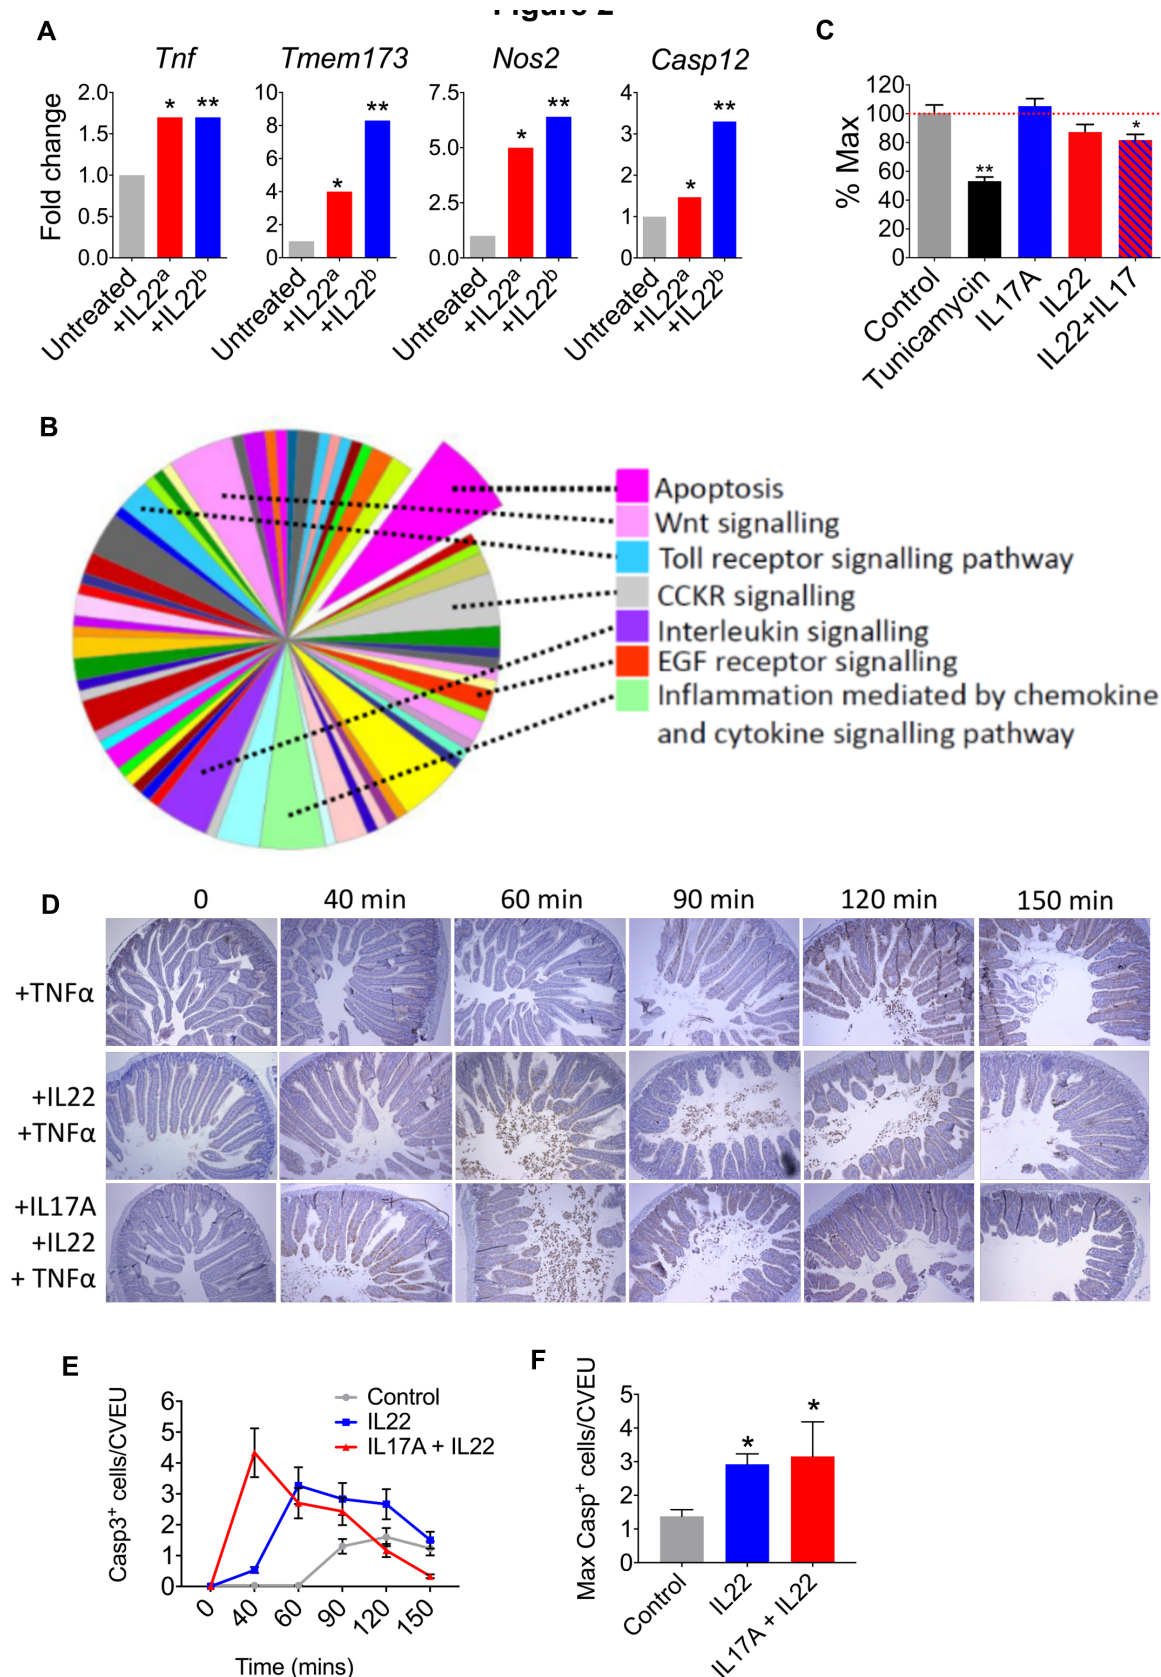 Figure 2
A
Tnf
Tmem173
Nos2
Casp12
Fold change
2.0
1.5
1.0
0.5
0.0
* **
10
8
6
4
2
0
* **
7.5
5.0
2.5
0.0
* **
4
3
2
1
0
* **
Untreated
+IL22a
+IL22b
Untreated
+IL22a
+IL22b
Untreated
+IL22a
+IL22b
Untreated
+IL22a
+IL22b
C
% Max
120
100
80
60
40
20
0
**
*
Control
Tunicamycin
IL17A
IL22
IL22+IL17
B
Apoptosis
Wnt signalling
Toll receptor signalling pathway
CCKR signalling
Interleukin signalling
EGF receptor signalling
Inflammation mediated by chemokine
and cytokine signalling pathway
D
0 40 min 60 min 90 min 120 min 150 min
+TNFα
+IL22
+TNFα
+IL17A
+IL22
+ TNFα
E
Casp3+ cells/CVEU
6
5
4
3
2
1
0
Control
IL22
IL17A + IL22
0 40 60 90 120 150
Time (mins)
F
Max Casp+ cells/CVEU
5
4
3
2
1
0
* *
Control
IL22
IL17A + IL22